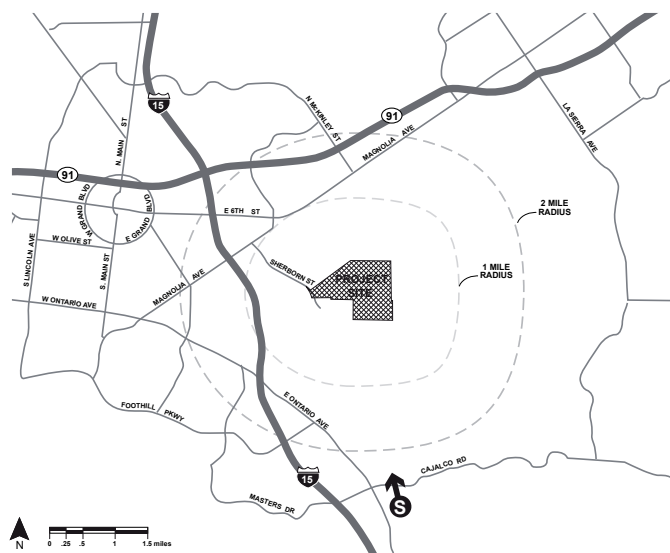 15
N McKINLEY ST
91
MAGNOLIA AVE
LA SIERRA AVE
N. MAIN ST
91
W GRAND BLVD
E GRAND BLVD
E 6TH ST
2 MILE
RADIUS
S LINCOLN AVE
W OLIVE ST
S. MAIN ST
MAGNOLIA AVE
SHERBORN ST
PROJECT
SITE
1 MILE
RADIUS
W ONTARIO AVE
E ONTARIO AVE
FOOTHILL PKWY
15
CAJALCO RD
MASTERS DR
S
N
0 .25 .5 1 1.5 miles